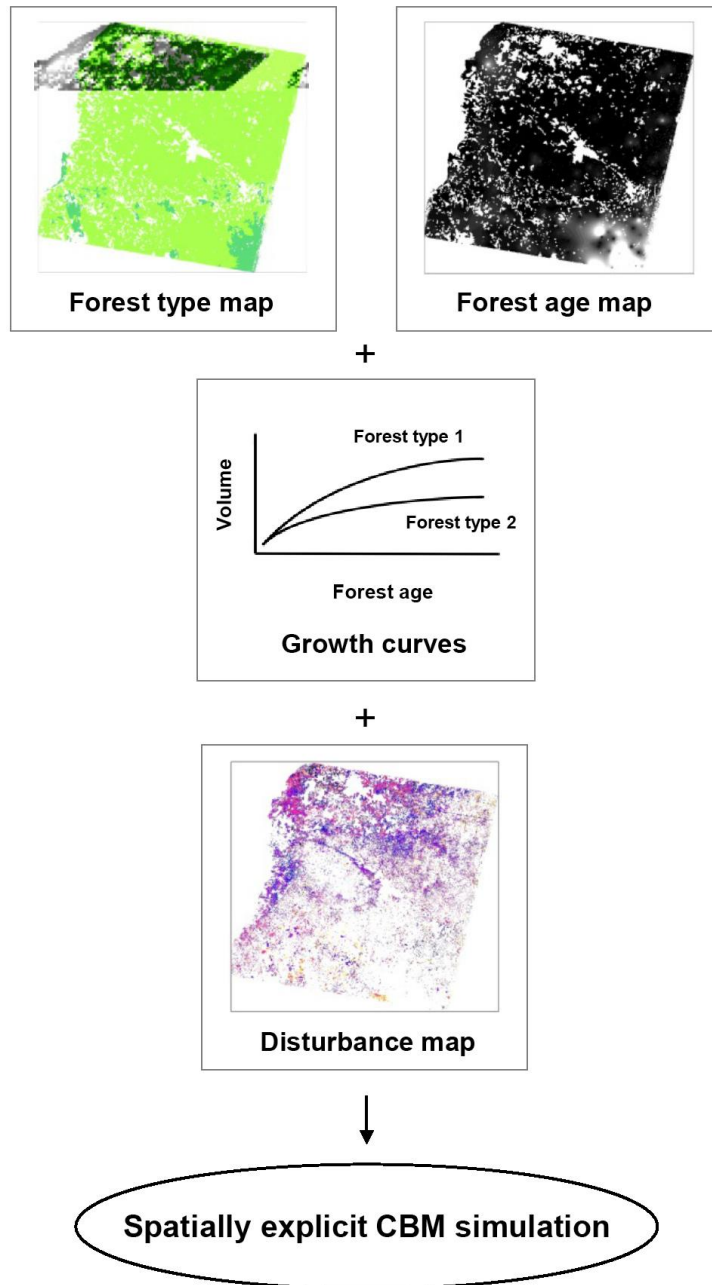 Forest type map
Forest age map
+
Forest type 1
Volume
Forest type 2
Forest age
Growth curves
+
Disturbance map
Spatially explicit CBM simulation